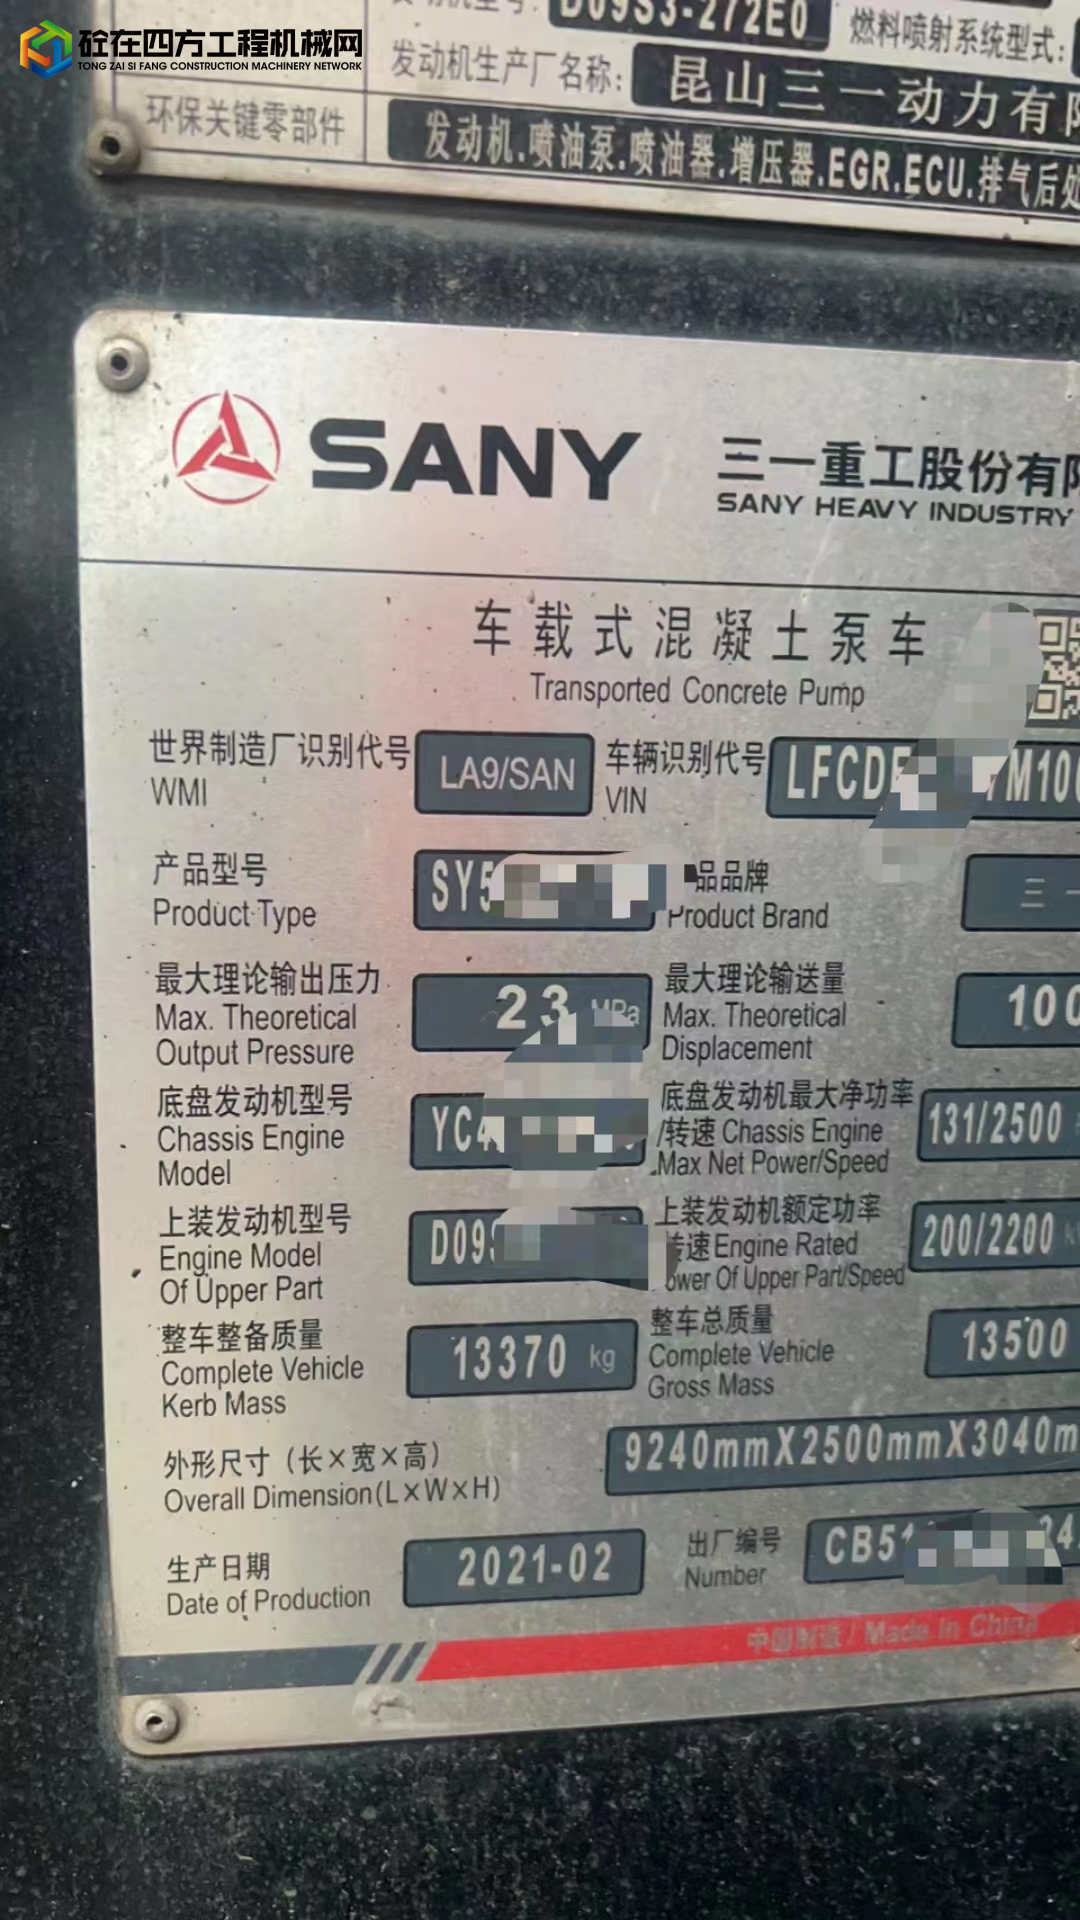 砼在四方工程机械网
TONG ZAI SI FANG CONSTRUCTION MACHINERY NETWORK
D09S3-272E0
燃料喷射系统型式:
发动机生产厂名称:
昆山三一动力有
环保关键零部件
发动机.喷油泵.喷油器.增压器.EGR.ECU.排气后处
SANY
三一重工股份有
SANY HEAVY INDUSTRY
车载式混凝土泵车
Transported Concrete Pump
世界制造厂识别代号
WMI
LA9/SAN
车辆识别代号
VIN
LFCD
M10
产品型号
Product Type
SY5
品品牌
Product Brand
三一
最大理论输出压力
Max. Theoretical
Output Pressure
23 MPa
最大理论输送量
Max. Theoretical
Displacement
100
底盘发动机型号
Chassis Engine
Model
YC4
底盘发动机最大净功率
/转速 Chassis Engine
Max Net Power/Speed
131/2500
上装发动机型号
Engine Model
Of Upper Part
D09
上装发动机额定功率
转速 Engine Rated
ower Of Upper Part/Speed
200/2200
整车整备质量
Complete Vehicle
Kerb Mass
13370 kg
整车总质量
Complete Vehicle
Gross Mass
13500
外形尺寸（长×宽×高）
Overall Dimension(L×W×H)
9240mmX2500mmX3040m
生产日期
Date of Production
2021-02
出厂编号
Number
CB51
24
中国制造 / Made in China